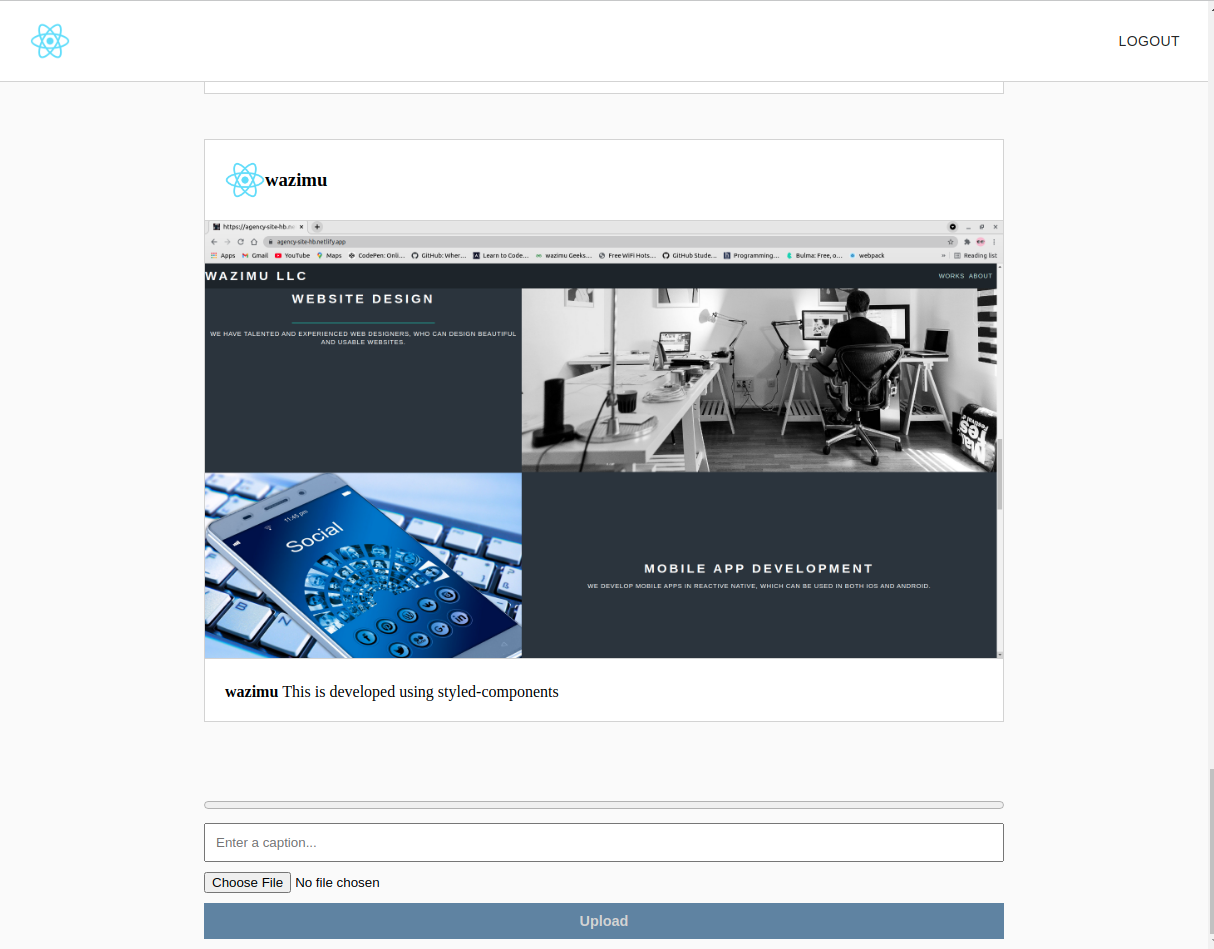 LOGOUT
wazimu
https://agency-site-hb.ne
agency-site-hb.netlify.app
Apps Gmail YouTube Maps CodePen: Onli... GitHub: Wher... Learn to Code... wazimu Geeks... Free WiFi Hots... GitHub Stude... Programming... Bulma: Free, o... webpack » Reading list
WAZIMU LLC
WORKS ABOUT
WEBSITE DESIGN
WE HAVE TALENTED AND EXPERIENCED WEB DESIGNERS, WHO CAN DESIGN BEAUTIFUL
AND USABLE WEBSITES.
11:45 pm
Social
MOBILE APP DEVELOPMENT
WE DEVELOP MOBILE APPS IN REACTIVE NATIVE, WHICH CAN BE USED IN BOTH IOS AND ANDROID.
wazimu This is developed using styled-components
Enter a caption...
Choose File No file chosen
Upload